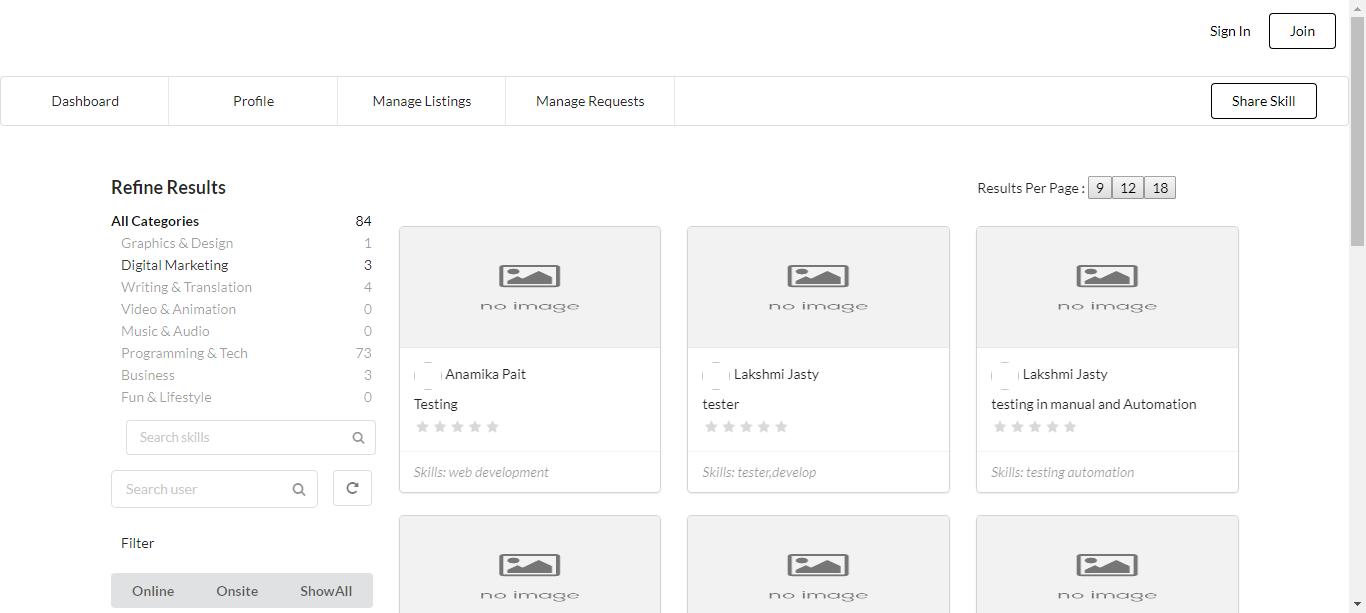 Sign In Join
Dashboard Profile Manage Listings Manage Requests Share Skill
Refine Results
Results Per Page : 9 12 18
All Categories 84
Graphics & Design 1
Digital Marketing 3
Writing & Translation 4
Video & Animation 0
Music & Audio 0
Programming & Tech 73
Business 3
Fun & Lifestyle 0
Search skills
Search user
Filter
Online Onsite ShowAll
no image
Anamika Pait
Testing
Skills: web development
no image
Lakshmi Jasty
tester
Skills: tester,develop
no image
Lakshmi Jasty
testing in manual and Automation
Skills: testing automation
no image
no image
no image